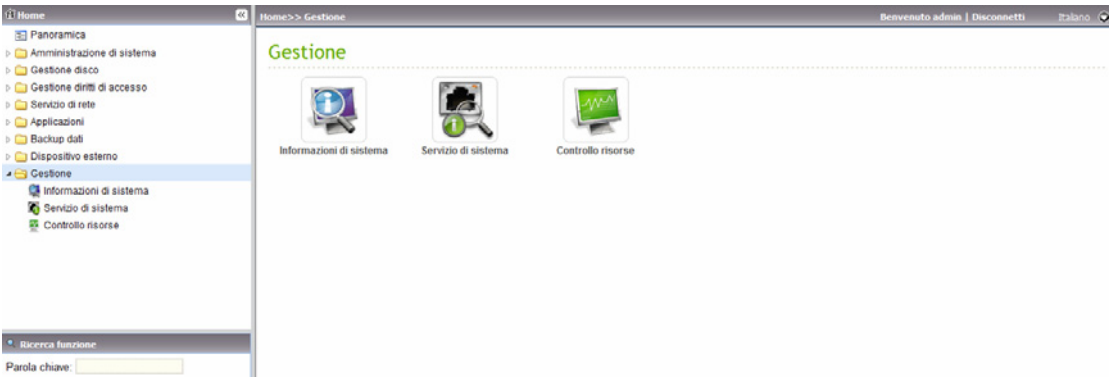 Home
Home>> Gestione
Benvenuto admin | Disconnetti
Italiano
Panoramica
Amministrazione di sistema
Gestione disco
Gestione diritti di accesso
Servizio di rete
Applicazioni
Backup dati
Dispositivo esterno
Gestione
Informazioni di sistema
Servizio di sistema
Controllo risorse
Ricerca funzione
Parola chiave:
Gestione
Informazioni di sistema
Servizio di sistema
Controllo risorse